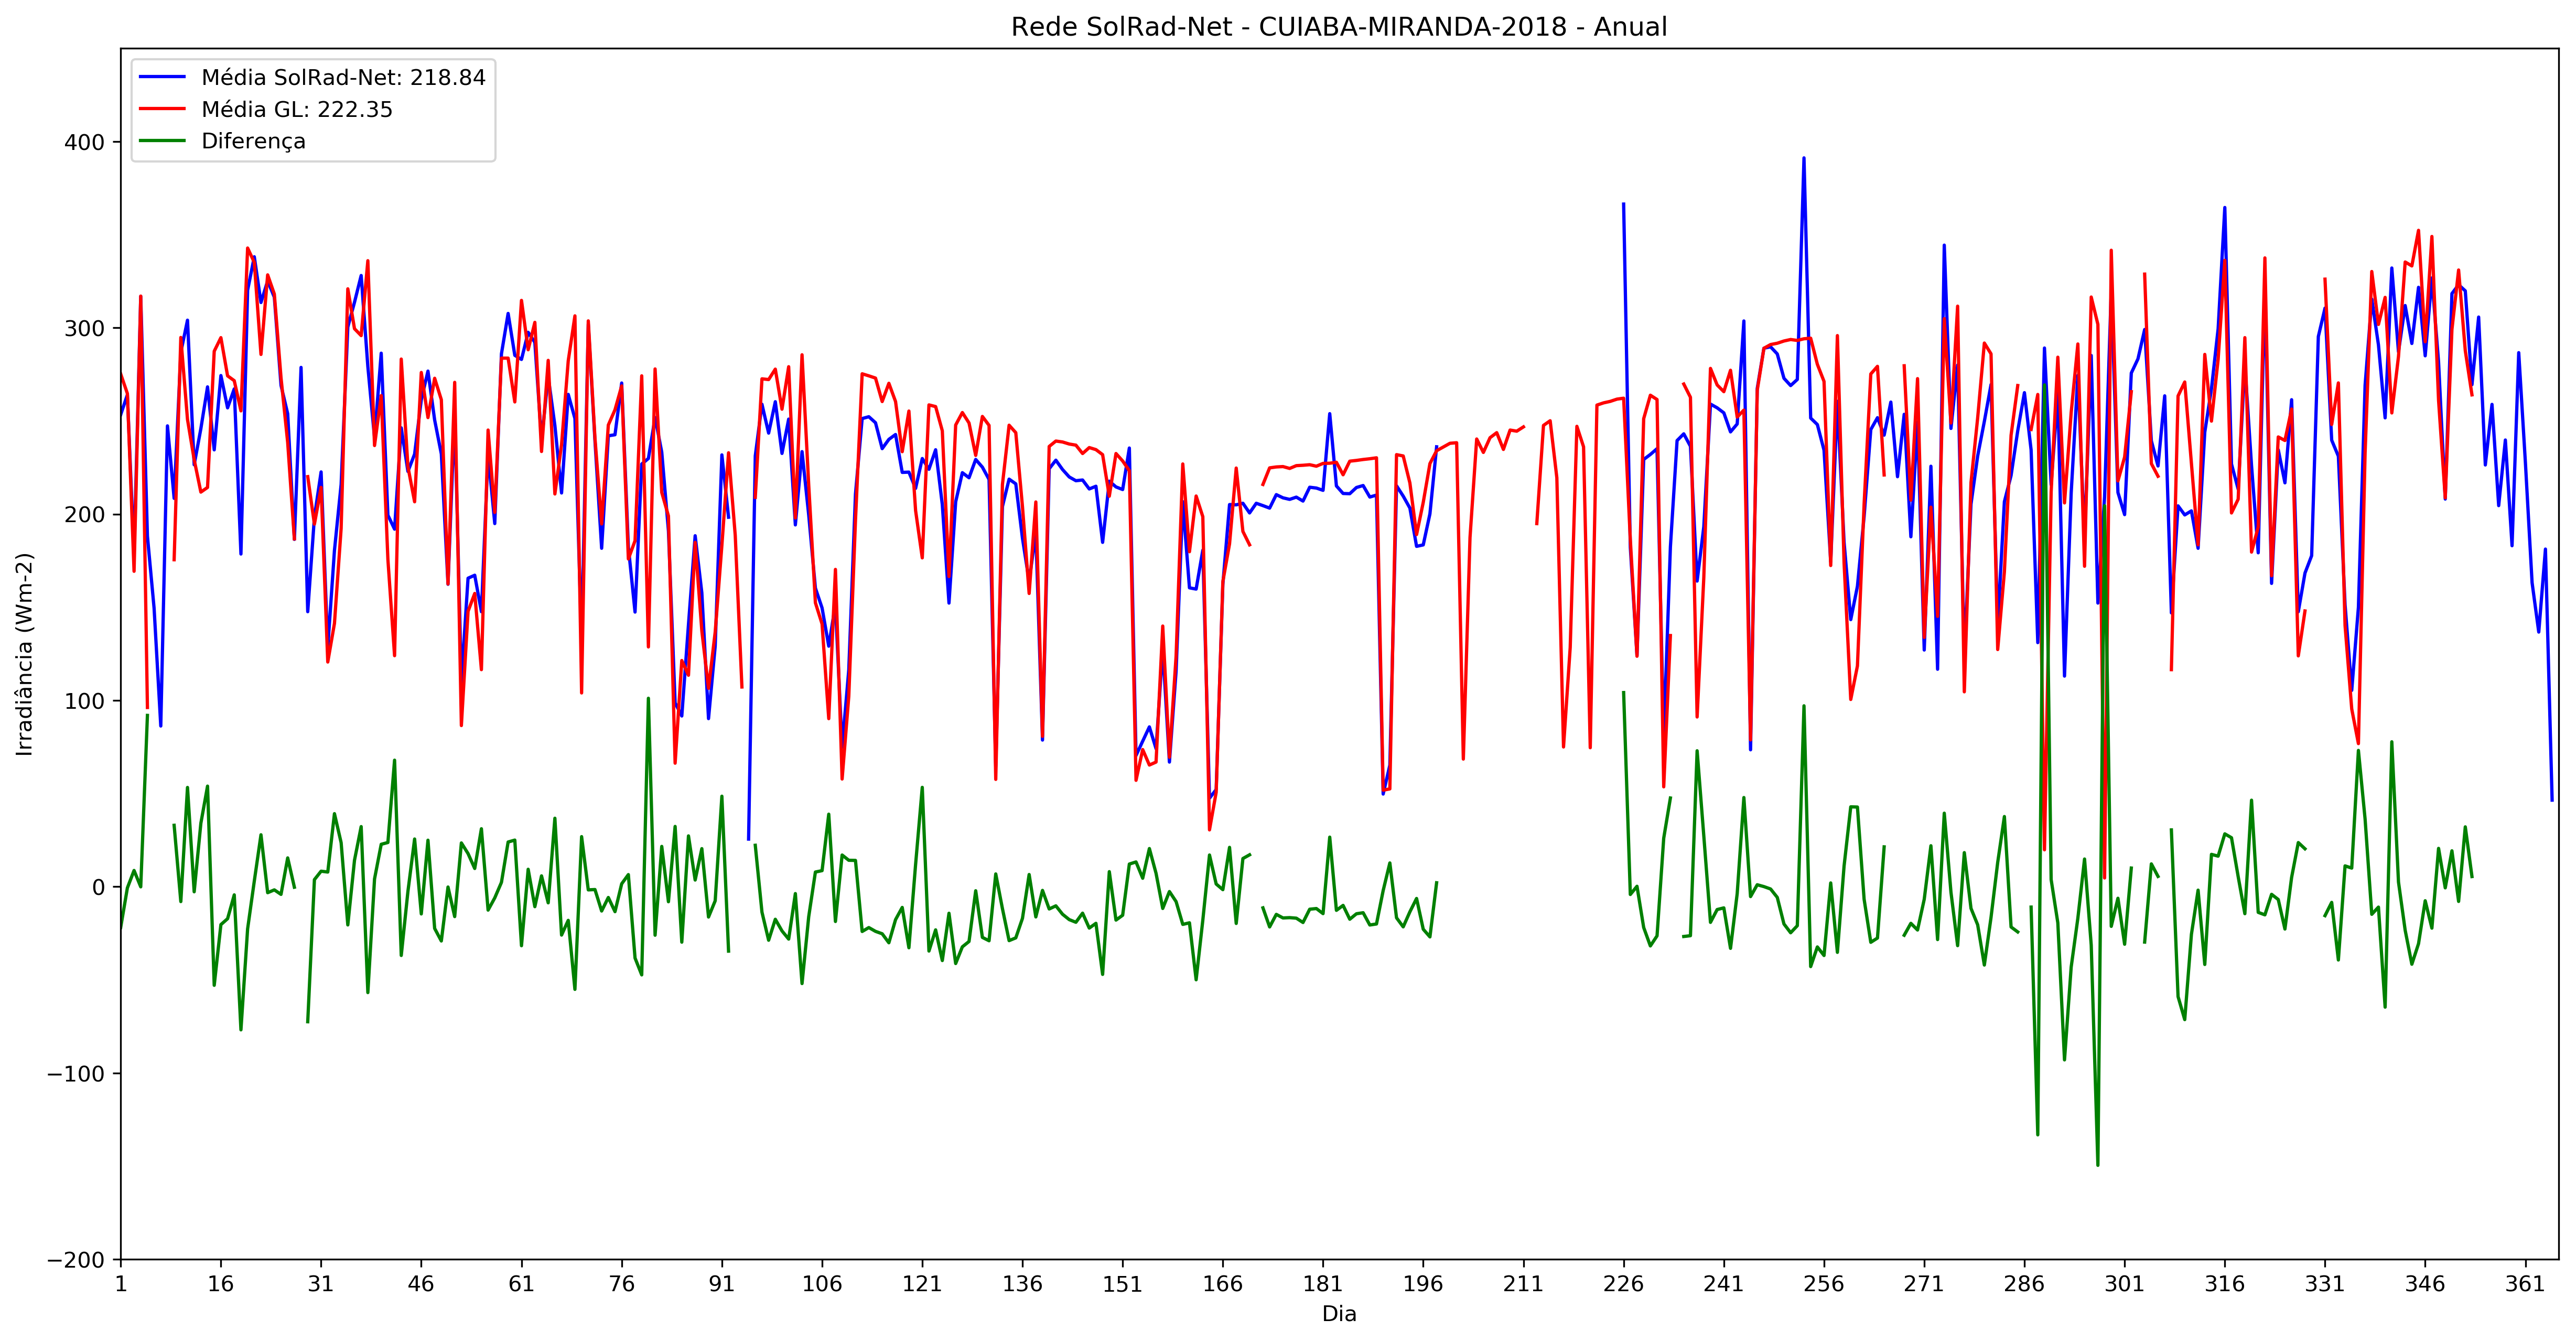 Rede SolRad-Net - CUIABA-MIRANDA-2018 - Anual
Média SolRad-Net: 218.84
Média GL: 222.35
Diferença
400
300
200
100
0
−100
−200
Irradiância (Wm-2)
1 16 31 46 61 76 91 106 121 136 151 166 181 196 211 226 241 256 271 286 301 316 331 346 361
Dia